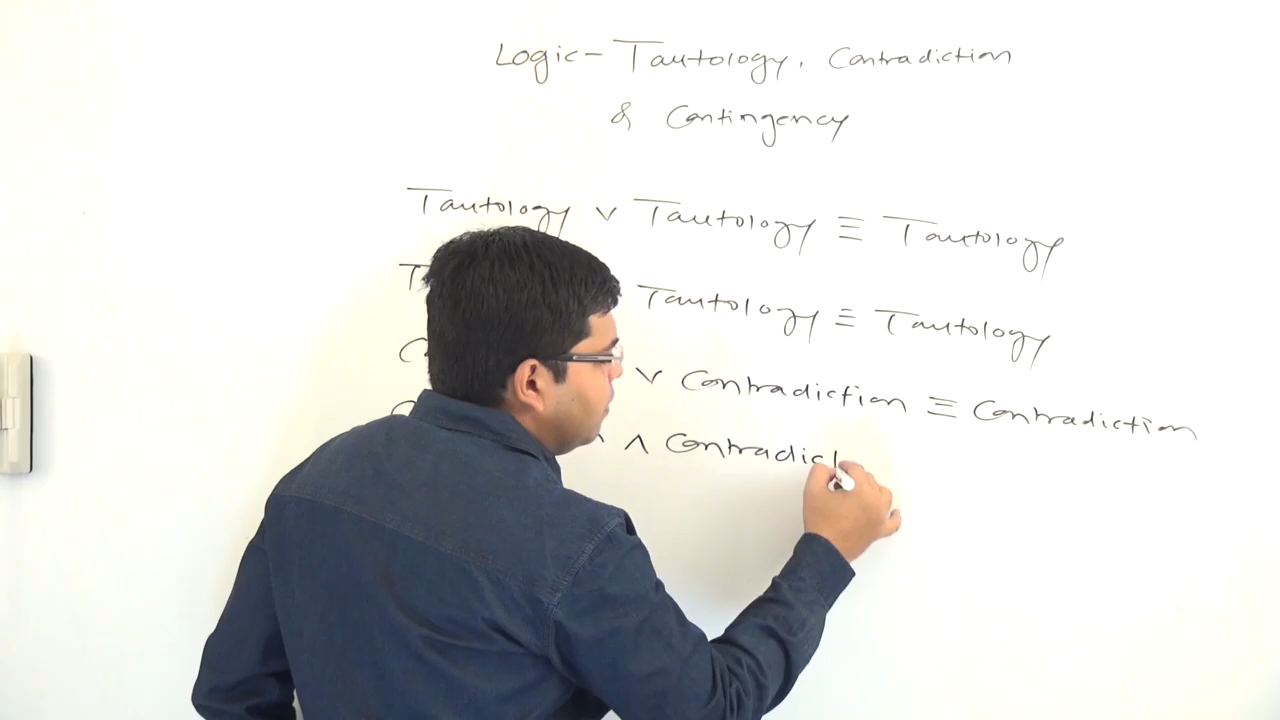 Logic - Tautology, Contradiction
& Contingency
Tautology ∨ Tautology ≡ Tautology
Tautology ≡ Tautology
∨ Contradiction ≡ Contradiction
∧ Contradict